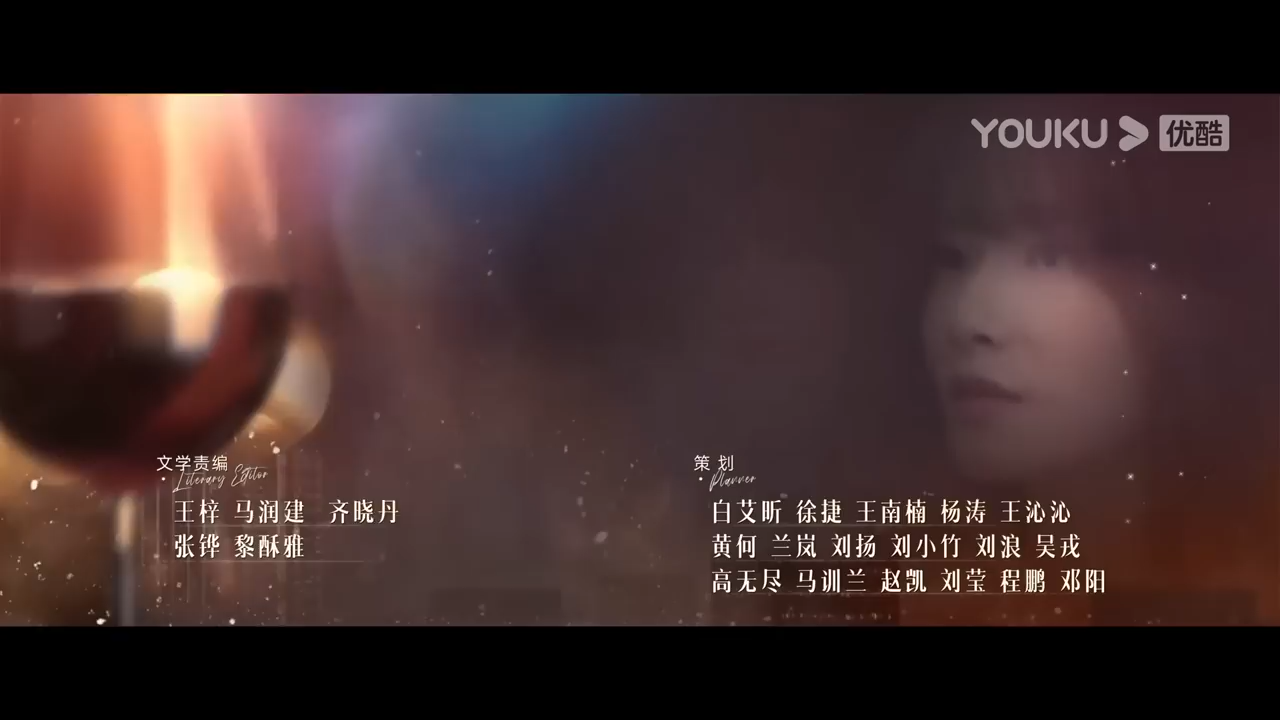 YOUKU 优酷
文学责编
Literary Editor
王梓 马润建 齐晓丹
张铧 黎酥雅
策 划
Planner
白艾昕 徐捷 王南楠 杨涛 王沁沁
黄何 兰岚 刘扬 刘小竹 刘浪 吴戎
高无尽 马训兰 赵凯 刘莹 程鹏 邓阳